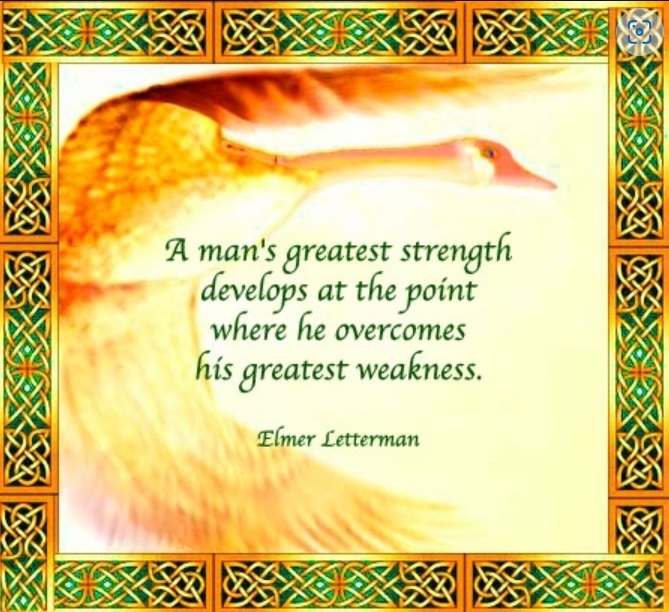 A man's greatest strength
develops at the point
where he overcomes
his greatest weakness.
Elmer Letterman